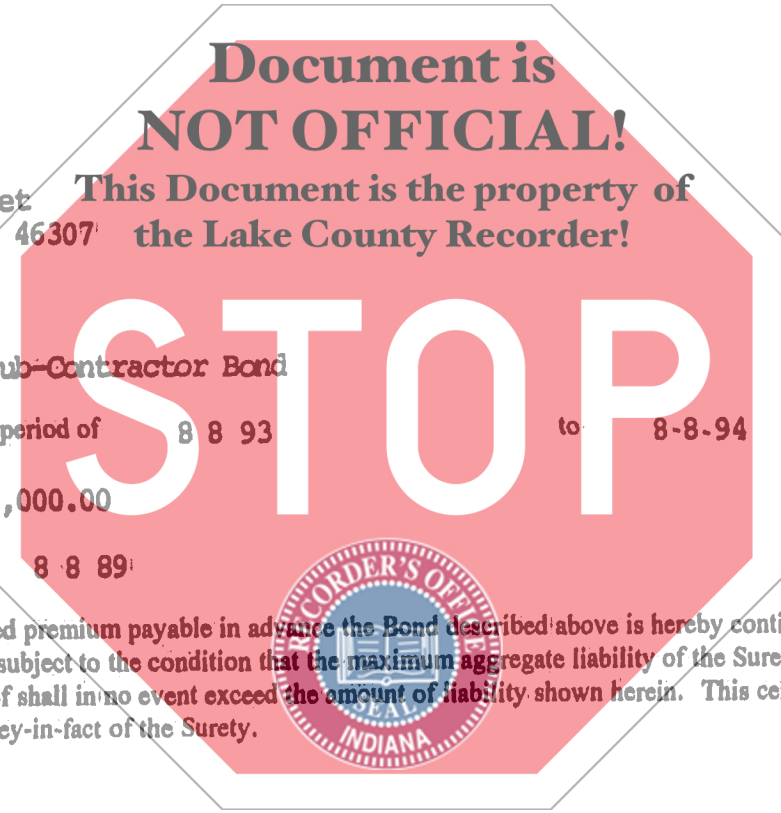 Document is
NOT OFFICIAL!
This Document is the property of
et
the Lake County Recorder!
46307
STOP
ub-Contractor Bond
period of 8 8 93 to 8-8-94
,000.00
8 8 89
RECORDER'S OFFICE
ed premium payable in advance the Bond described above is hereby conti
subject to the condition that the maximum aggregate liability of the Sure
f shall in no event exceed the amount of liability shown herein. This ce
SEAL
ey-in-fact of the Surety.
INDIANA